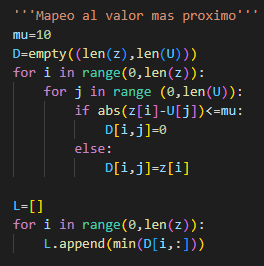 '''Mapeo al valor mas proximo'''
mu=10
D=empty((len(z),len(U)))
for i in range(0,len(z)):
    for j in range (0,len(U)):
        if abs(z[i]-U[j])<=mu:
            D[i,j]=0
        else:
            D[i,j]=z[i]

L=[]
for i in range(0,len(z)):
    L.append(min(D[i,:]))